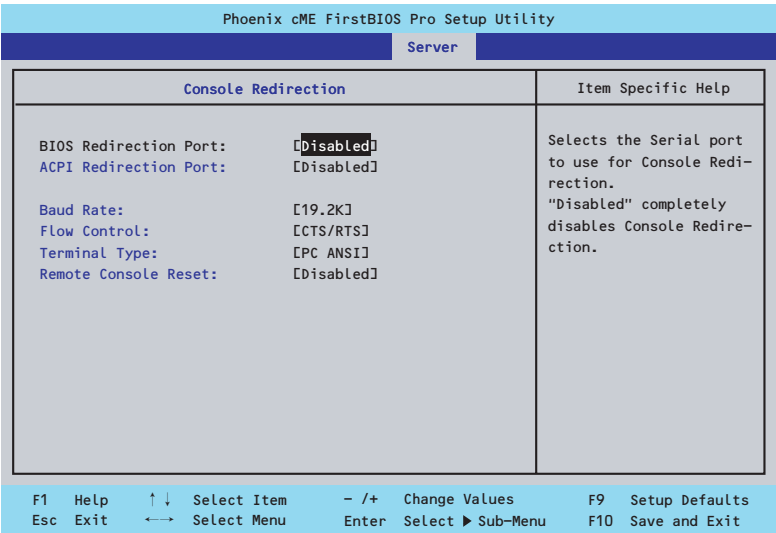 Phoenix cME FirstBIOS Pro Setup Utility
Server
Console Redirection
Item Specific Help
BIOS Redirection Port: [Disabled]
ACPI Redirection Port: [Disabled]
Baud Rate: [19.2K]
Flow Control: [CTS/RTS]
Terminal Type: [PC ANSI]
Remote Console Reset: [Disabled]
Selects the Serial port
to use for Console Redi-
rection.
"Disabled" completely
disables Console Redire-
ction.
F1 Help ↑↓ Select Item - /+ Change Values F9 Setup Defaults
Esc Exit ←→ Select Menu Enter Select ▶ Sub-Menu F10 Save and Exit